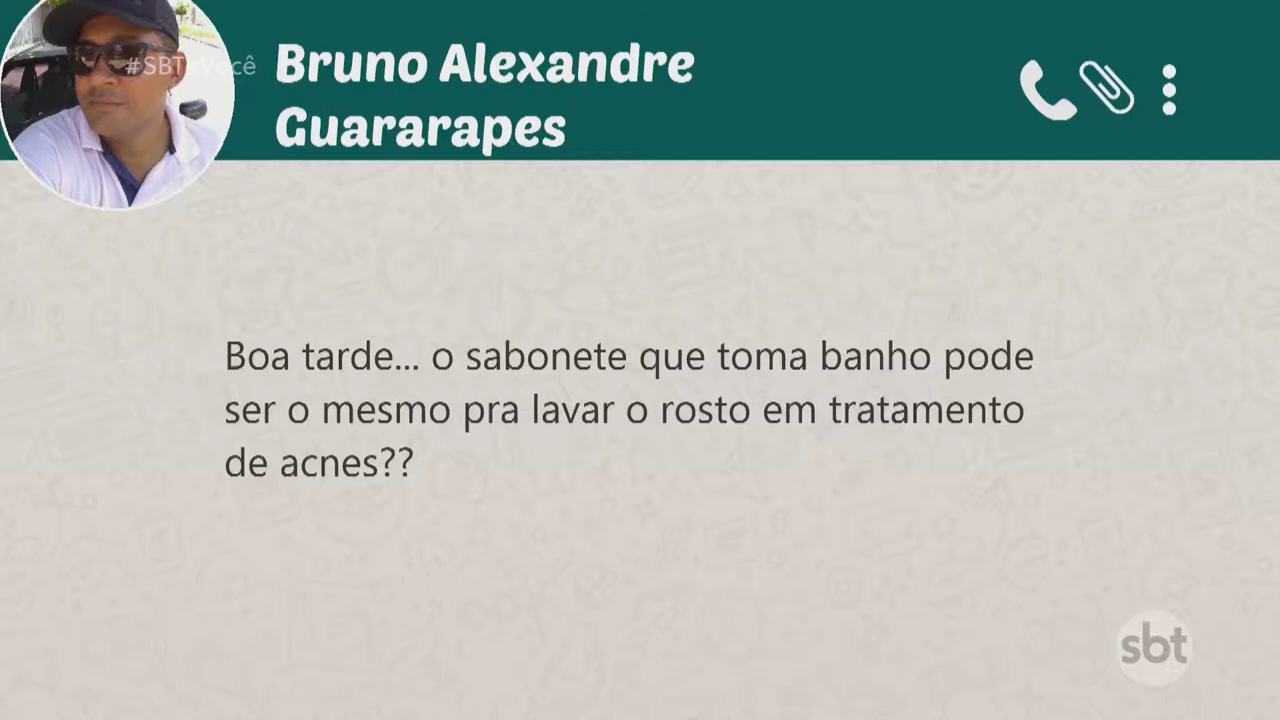 #SBTeVocê
Bruno Alexandre
Guararapes
Boa tarde... o sabonete que toma banho pode
ser o mesmo pra lavar o rosto em tratamento
de acnes??
sbt